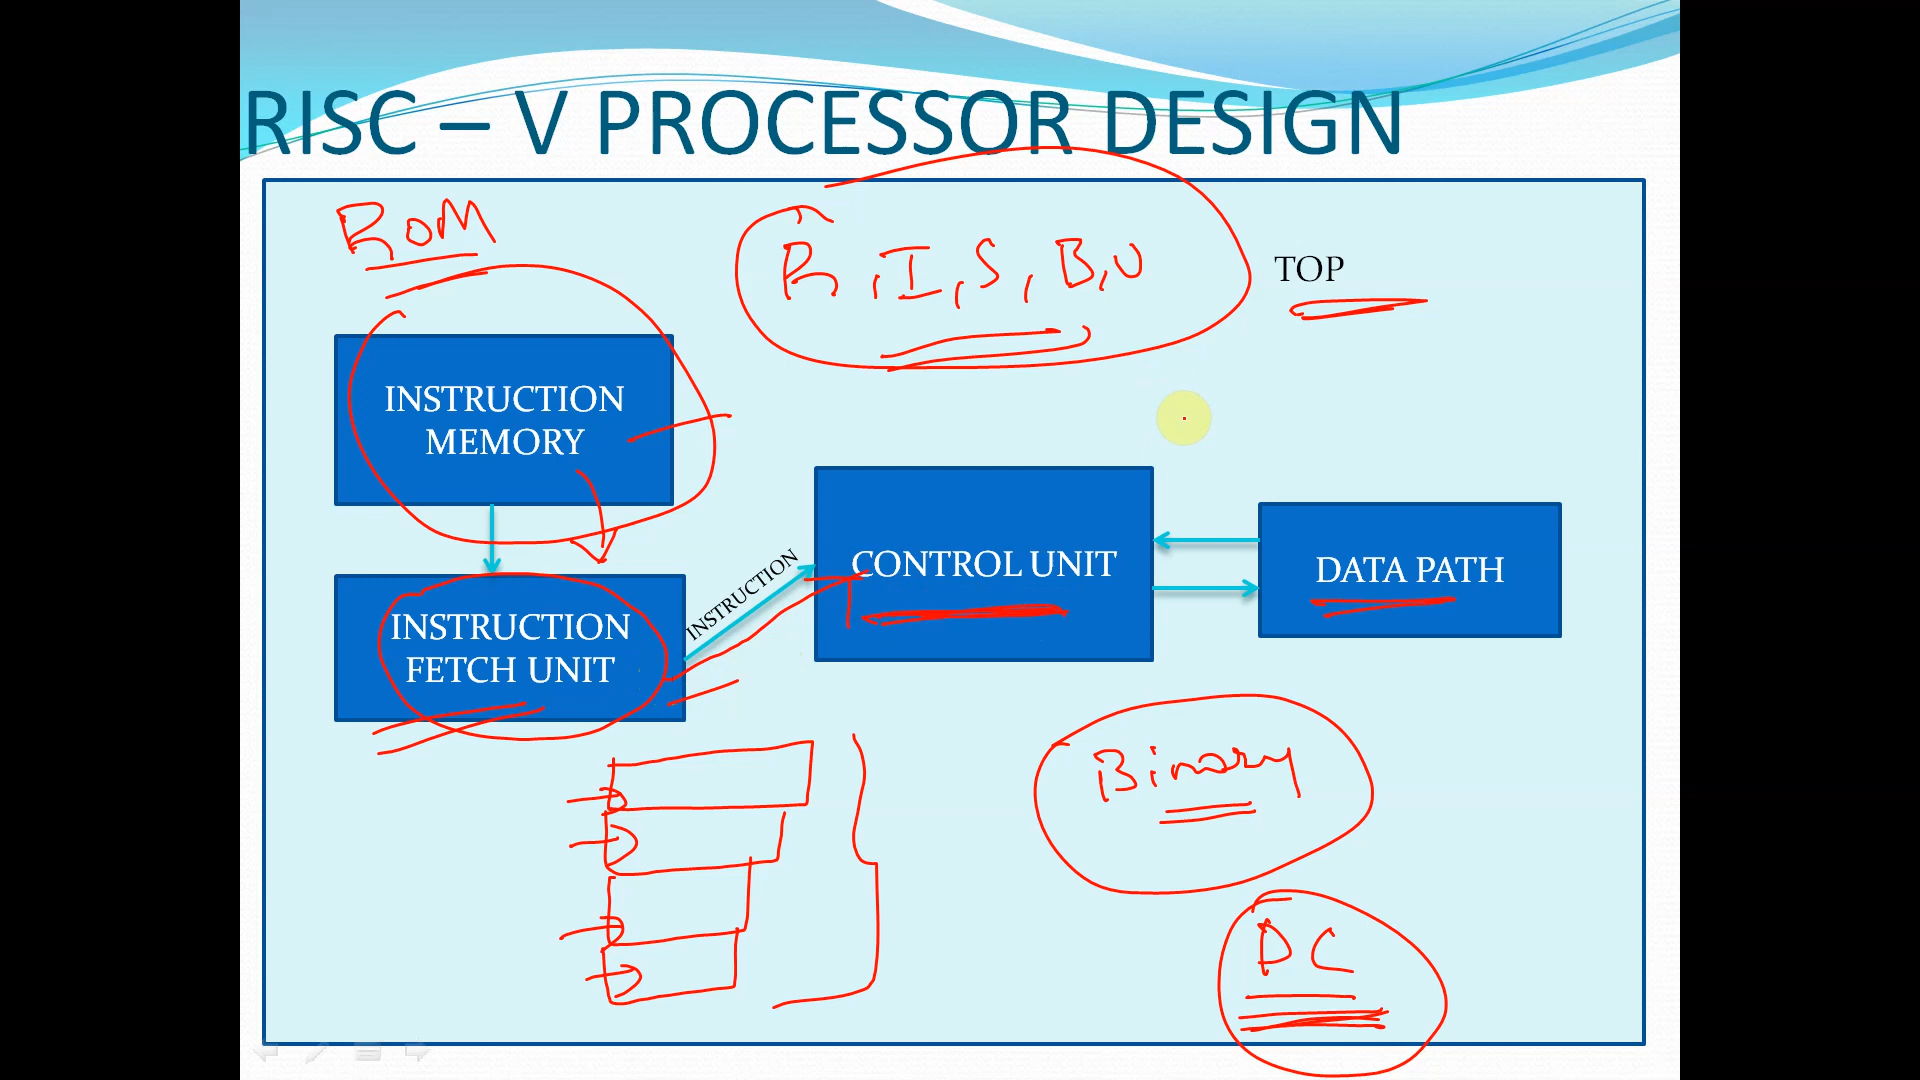 RISC – V PROCESSOR DESIGN
ROM
R, I, S, B, U
TOP
INSTRUCTION
MEMORY
INSTRUCTION
FETCH UNIT
INSTRUCTION
CONTROL UNIT
DATA PATH
Binary
PC